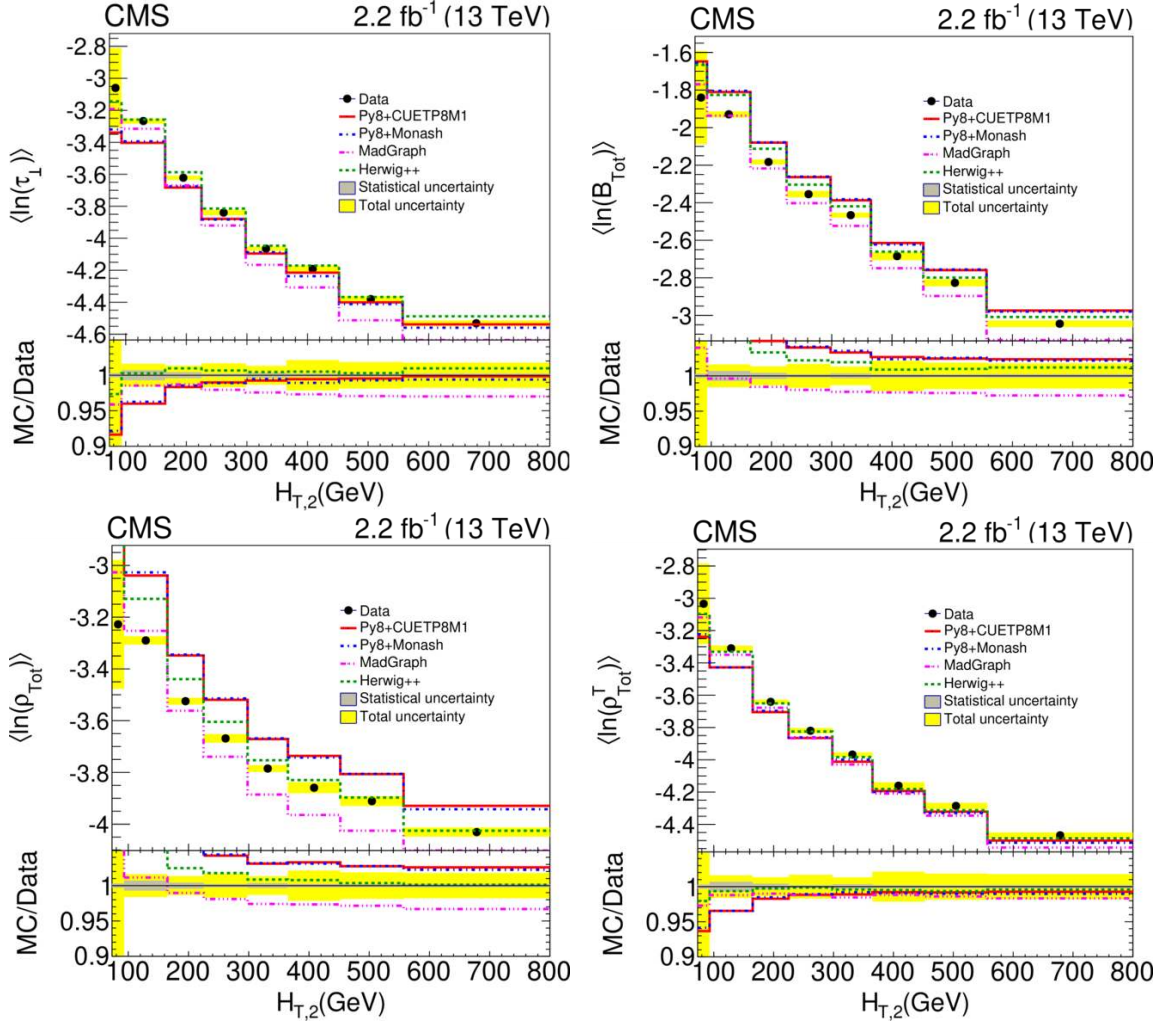 CMS 2.2 fb⁻¹ (13 TeV)
⟨ln(τ⊥)⟩
-2.8
-3
-3.2
-3.4
-3.6
-3.8
-4
-4.2
-4.4
-4.6
Data
Py8+CUETP8M1
Py8+Monash
MadGraph
Herwig++
Statistical uncertainty
Total uncertainty
MC/Data
1
0.95
0.9
100 200 300 400 500 600 700 800
H_T,2(GeV)
CMS 2.2 fb⁻¹ (13 TeV)
⟨ln(B_Tot)⟩
-1.6
-1.8
-2
-2.2
-2.4
-2.6
-2.8
-3
Data
Py8+CUETP8M1
Py8+Monash
MadGraph
Herwig++
Statistical uncertainty
Total uncertainty
MC/Data
1
0.95
0.9
100 200 300 400 500 600 700 800
H_T,2(GeV)
CMS 2.2 fb⁻¹ (13 TeV)
⟨ln(ρ_Tot)⟩
-3
-3.2
-3.4
-3.6
-3.8
-4
Data
Py8+CUETP8M1
Py8+Monash
MadGraph
Herwig++
Statistical uncertainty
Total uncertainty
MC/Data
1
0.95
0.9
100 200 300 400 500 600 700 800
H_T,2(GeV)
CMS 2.2 fb⁻¹ (13 TeV)
⟨ln(ρ^T_Tot)⟩
-2.8
-3
-3.2
-3.4
-3.6
-3.8
-4
-4.2
-4.4
Data
Py8+CUETP8M1
Py8+Monash
MadGraph
Herwig++
Statistical uncertainty
Total uncertainty
MC/Data
1
0.95
0.9
100 200 300 400 500 600 700 800
H_T,2(GeV)